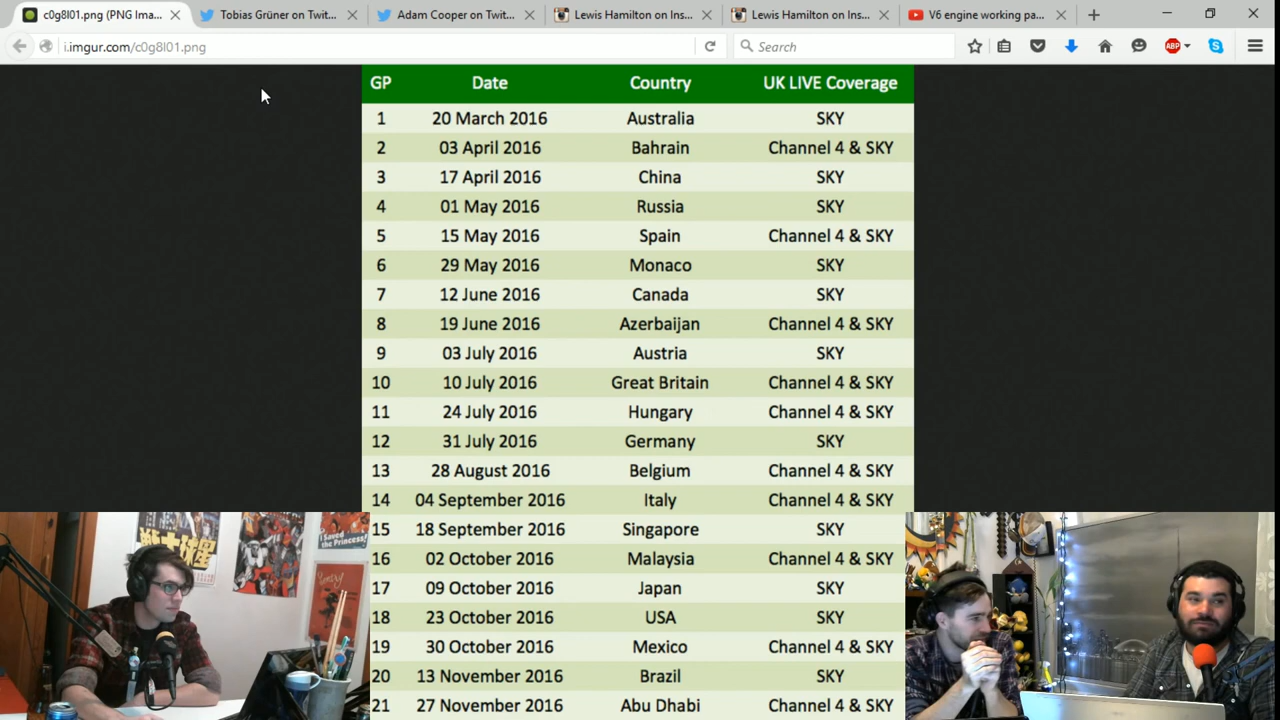 c0g8l01.png (PNG Ima...
Tobias Grüner on Twit...
Adam Cooper on Twit...
Lewis Hamilton on Ins...
Lewis Hamilton on Ins...
V6 engine working pa...
i.imgur.com/c0g8l01.png
Search
ABP
GP Date Country UK LIVE Coverage
1 20 March 2016 Australia SKY
2 03 April 2016 Bahrain Channel 4 & SKY
3 17 April 2016 China SKY
4 01 May 2016 Russia SKY
5 15 May 2016 Spain Channel 4 & SKY
6 29 May 2016 Monaco SKY
7 12 June 2016 Canada SKY
8 19 June 2016 Azerbaijan Channel 4 & SKY
9 03 July 2016 Austria SKY
10 10 July 2016 Great Britain Channel 4 & SKY
11 24 July 2016 Hungary Channel 4 & SKY
12 31 July 2016 Germany SKY
13 28 August 2016 Belgium Channel 4 & SKY
14 04 September 2016 Italy Channel 4 & SKY
15 18 September 2016 Singapore SKY
16 02 October 2016 Malaysia Channel 4 & SKY
17 09 October 2016 Japan SKY
18 23 October 2016 USA SKY
19 30 October 2016 Mexico Channel 4 & SKY
20 13 November 2016 Brazil SKY
21 27 November 2016 Abu Dhabi Channel 4 & SKY
I Saved
the Princess!